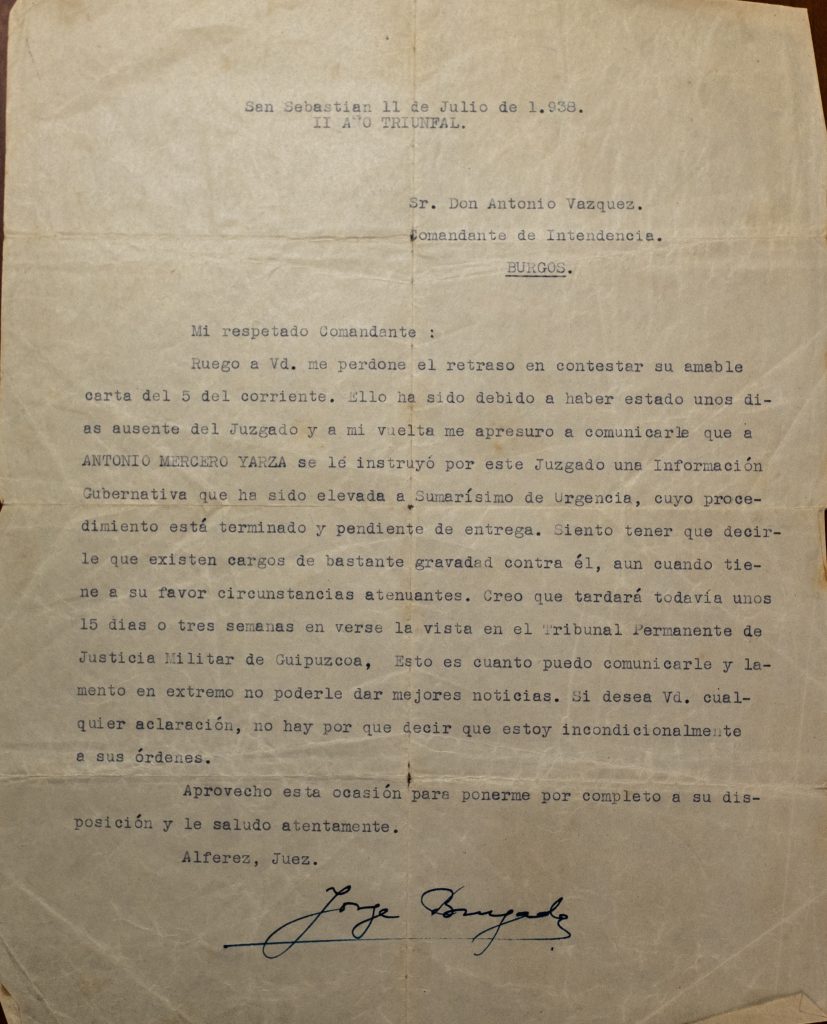 San Sebastian 11 de Julio de 1.938.
II AÑO TRIUNFAL.
Sr. Don Antonio Vazquez.
Comandante de Intendencia.
BURGOS.
Mi respetado Comandante :
Ruego a Vd. me perdone el retraso en contestar su amable
carta del 5 del corriente. Ello ha sido debido a haber estado unos di-
as ausente del Juzgado y a mi vuelta me apresuro a comunicarle que a
ANTONIO MERCERO YARZA se le instruyó por este Juzgado una Información
Gubernativa que ha sido elevada a Sumarísimo de Urgencia, cuyo proce-
dimiento está terminado y pendiente de entrega. Siento tener que decir-
le que existen cargos de bastante gravadad contra él, aun cuando tie-
ne a su favor circunstancias atenuantes. Creo que tardará todavía unos
15 dias o tres semanas en verse la vista en el Tribunal Permanente de
Justicia Militar de Guipuzcoa, Esto es cuanto puedo comunicarle y la-
mento en extremo no poderle dar mejores noticias. Si desea Vd. cual-
quier aclaración, no hay por que decir que estoy incondicionalmente
a sus órdenes.
Aprovecho esta ocasión para ponerme por completo a su dis-
posición y le saludo atentamente.
Alferez, Juez.
Jorge Brugada